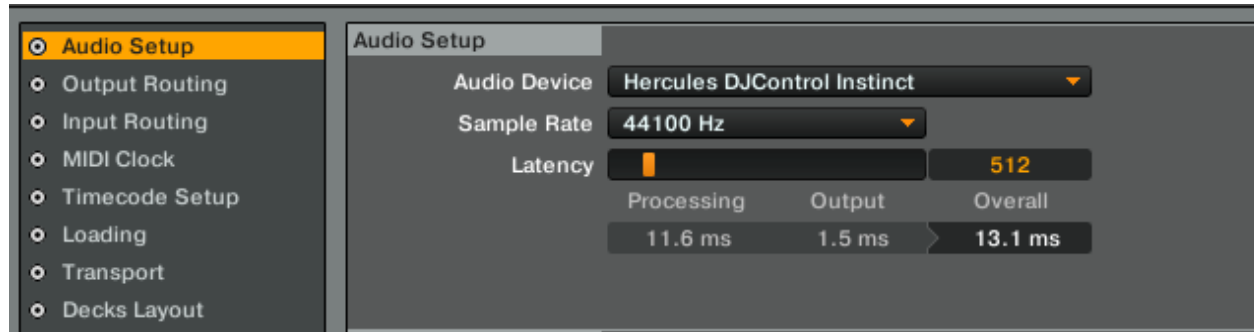 Audio Setup
Output Routing
Input Routing
MIDI Clock
Timecode Setup
Loading
Transport
Decks Layout
Audio Setup
Audio Device Hercules DJControl Instinct
Sample Rate 44100 Hz
Latency 512
Processing Output Overall
11.6 ms 1.5 ms 13.1 ms